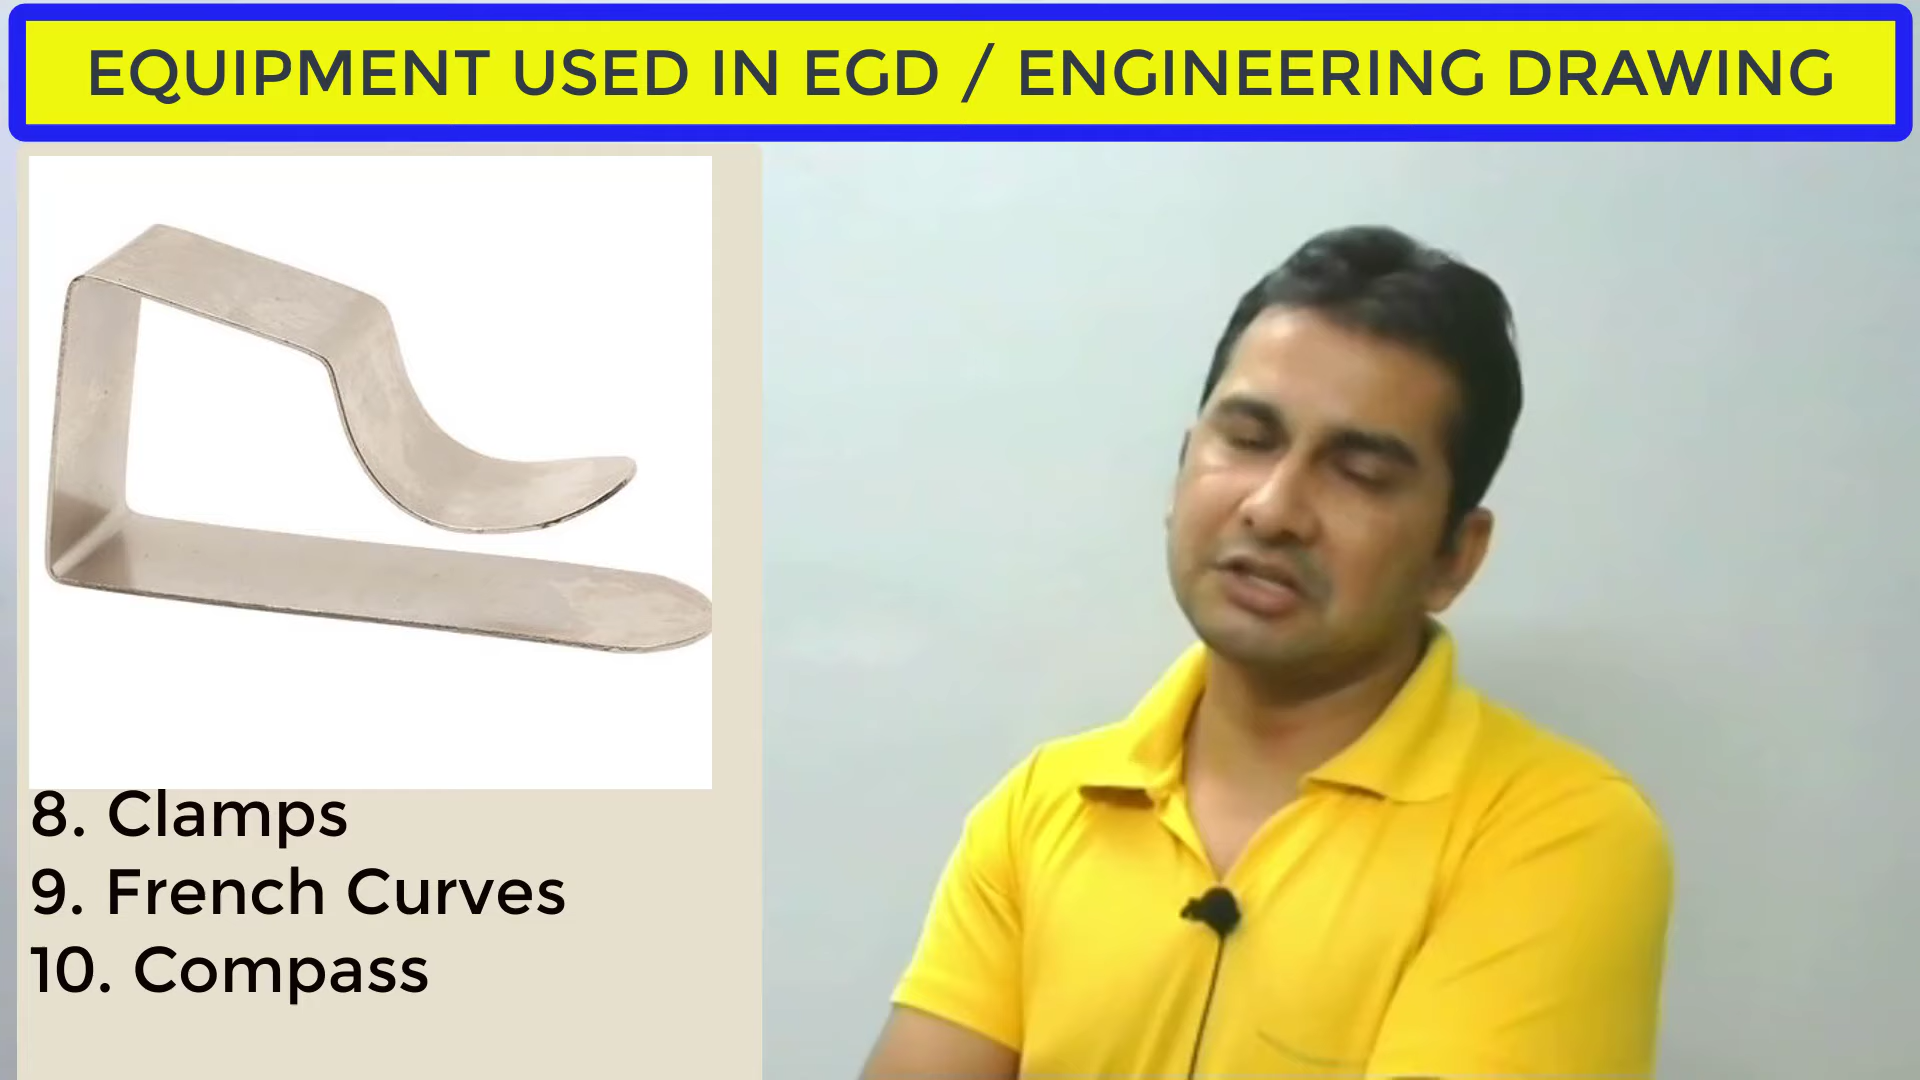 EQUIPMENT USED IN EGD / ENGINEERING DRAWING
8. Clamps
9. French Curves
10. Compass